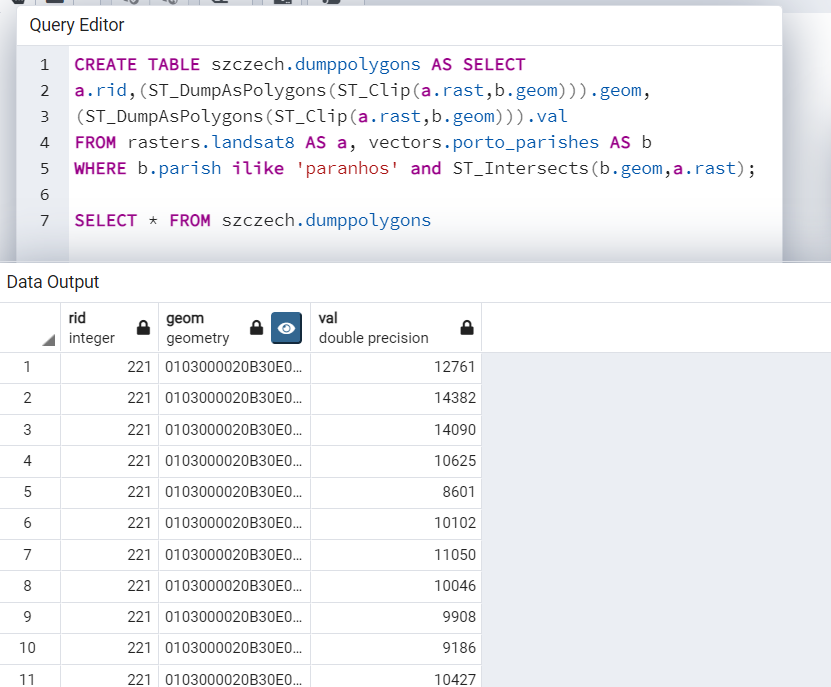 Query Editor
1 CREATE TABLE szczech.dumppolygons AS SELECT
2 a.rid,(ST_DumpAsPolygons(ST_Clip(a.rast,b.geom))).geom,
3 (ST_DumpAsPolygons(ST_Clip(a.rast,b.geom))).val
4 FROM rasters.landsat8 AS a, vectors.porto_parishes AS b
5 WHERE b.parish ilike 'paranhos' and ST_Intersects(b.geom,a.rast);
6
7 SELECT * FROM szczech.dumppolygons
Data Output
rid geom val
integer geometry double precision
1 221 0103000020B30E0... 12761
2 221 0103000020B30E0... 14382
3 221 0103000020B30E0... 14090
4 221 0103000020B30E0... 10625
5 221 0103000020B30E0... 8601
6 221 0103000020B30E0... 10102
7 221 0103000020B30E0... 11050
8 221 0103000020B30E0... 10046
9 221 0103000020B30E0... 9908
10 221 0103000020B30E0... 9186
11 221 0103000020B30E0... 10427